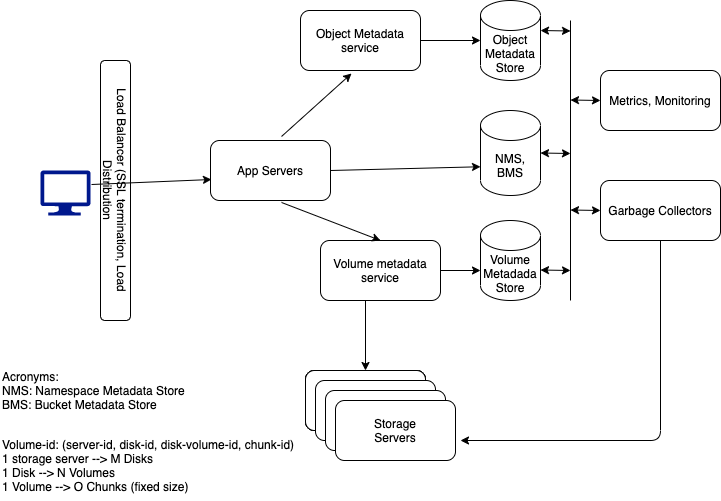 Object Metadata
service
Object
Metadata
Store
Load Balancer (SSL termination, Load
Distribution
Metrics, Monitoring
App Servers
NMS,
BMS
Garbage Collectors
Volume metadata
service
Volume
Metadada
Store
Acronyms:
NMS: Namespace Metadata Store
BMS: Bucket Metadata Store
Storage
Servers
Volume-id: (server-id, disk-id, disk-volume-id, chunk-id)
1 storage server --> M Disks
1 Disk --> N Volumes
1 Volume --> O Chunks (fixed size)